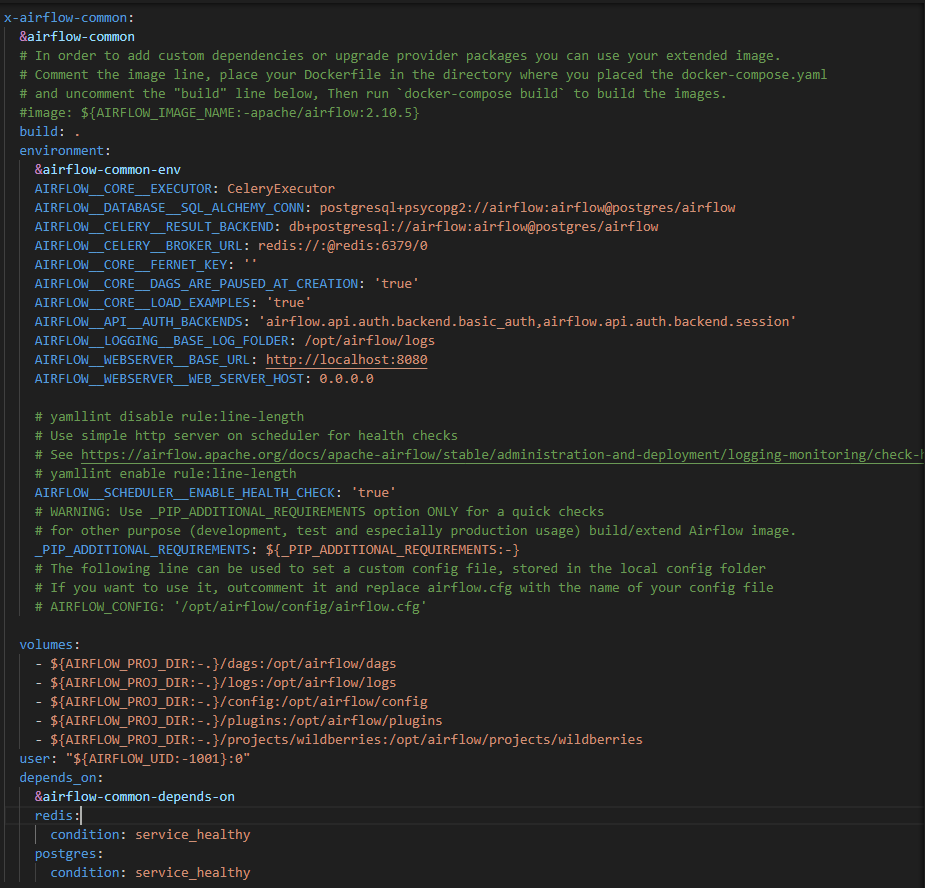 x-airflow-common:
&airflow-common
# In order to add custom dependencies or upgrade provider packages you can use your extended image.
# Comment the image line, place your Dockerfile in the directory where you placed the docker-compose.yaml
# and uncomment the "build" line below, Then run `docker-compose build` to build the images.
#image: ${AIRFLOW_IMAGE_NAME:-apache/airflow:2.10.5}
build: .
environment:
&airflow-common-env
AIRFLOW__CORE__EXECUTOR: CeleryExecutor
AIRFLOW__DATABASE__SQL_ALCHEMY_CONN: postgresql+psycopg2://airflow:airflow@postgres/airflow
AIRFLOW__CELERY__RESULT_BACKEND: db+postgresql://airflow:airflow@postgres/airflow
AIRFLOW__CELERY__BROKER_URL: redis://:@redis:6379/0
AIRFLOW__CORE__FERNET_KEY: ''
AIRFLOW__CORE__DAGS_ARE_PAUSED_AT_CREATION: 'true'
AIRFLOW__CORE__LOAD_EXAMPLES: 'true'
AIRFLOW__API__AUTH_BACKENDS: 'airflow.api.auth.backend.basic_auth,airflow.api.auth.backend.session'
AIRFLOW__LOGGING__BASE_LOG_FOLDER: /opt/airflow/logs
AIRFLOW__WEBSERVER__BASE_URL: http://localhost:8080
AIRFLOW__WEBSERVER__WEB_SERVER_HOST: 0.0.0.0
# yamllint disable rule:line-length
# Use simple http server on scheduler for health checks
# See https://airflow.apache.org/docs/apache-airflow/stable/administration-and-deployment/logging-monitoring/check-h
# yamllint enable rule:line-length
AIRFLOW__SCHEDULER__ENABLE_HEALTH_CHECK: 'true'
# WARNING: Use _PIP_ADDITIONAL_REQUIREMENTS option ONLY for a quick checks
# for other purpose (development, test and especially production usage) build/extend Airflow image.
_PIP_ADDITIONAL_REQUIREMENTS: ${_PIP_ADDITIONAL_REQUIREMENTS:-}
# The following line can be used to set a custom config file, stored in the local config folder
# If you want to use it, outcomment it and replace airflow.cfg with the name of your config file
# AIRFLOW_CONFIG: '/opt/airflow/config/airflow.cfg'
volumes:
- ${AIRFLOW_PROJ_DIR:-.}/dags:/opt/airflow/dags
- ${AIRFLOW_PROJ_DIR:-.}/logs:/opt/airflow/logs
- ${AIRFLOW_PROJ_DIR:-.}/config:/opt/airflow/config
- ${AIRFLOW_PROJ_DIR:-.}/plugins:/opt/airflow/plugins
- ${AIRFLOW_PROJ_DIR:-.}/projects/wildberries:/opt/airflow/projects/wildberries
user: "${AIRFLOW_UID:-1001}:0"
depends_on:
&airflow-common-depends-on
redis:
condition: service_healthy
postgres:
condition: service_healthy